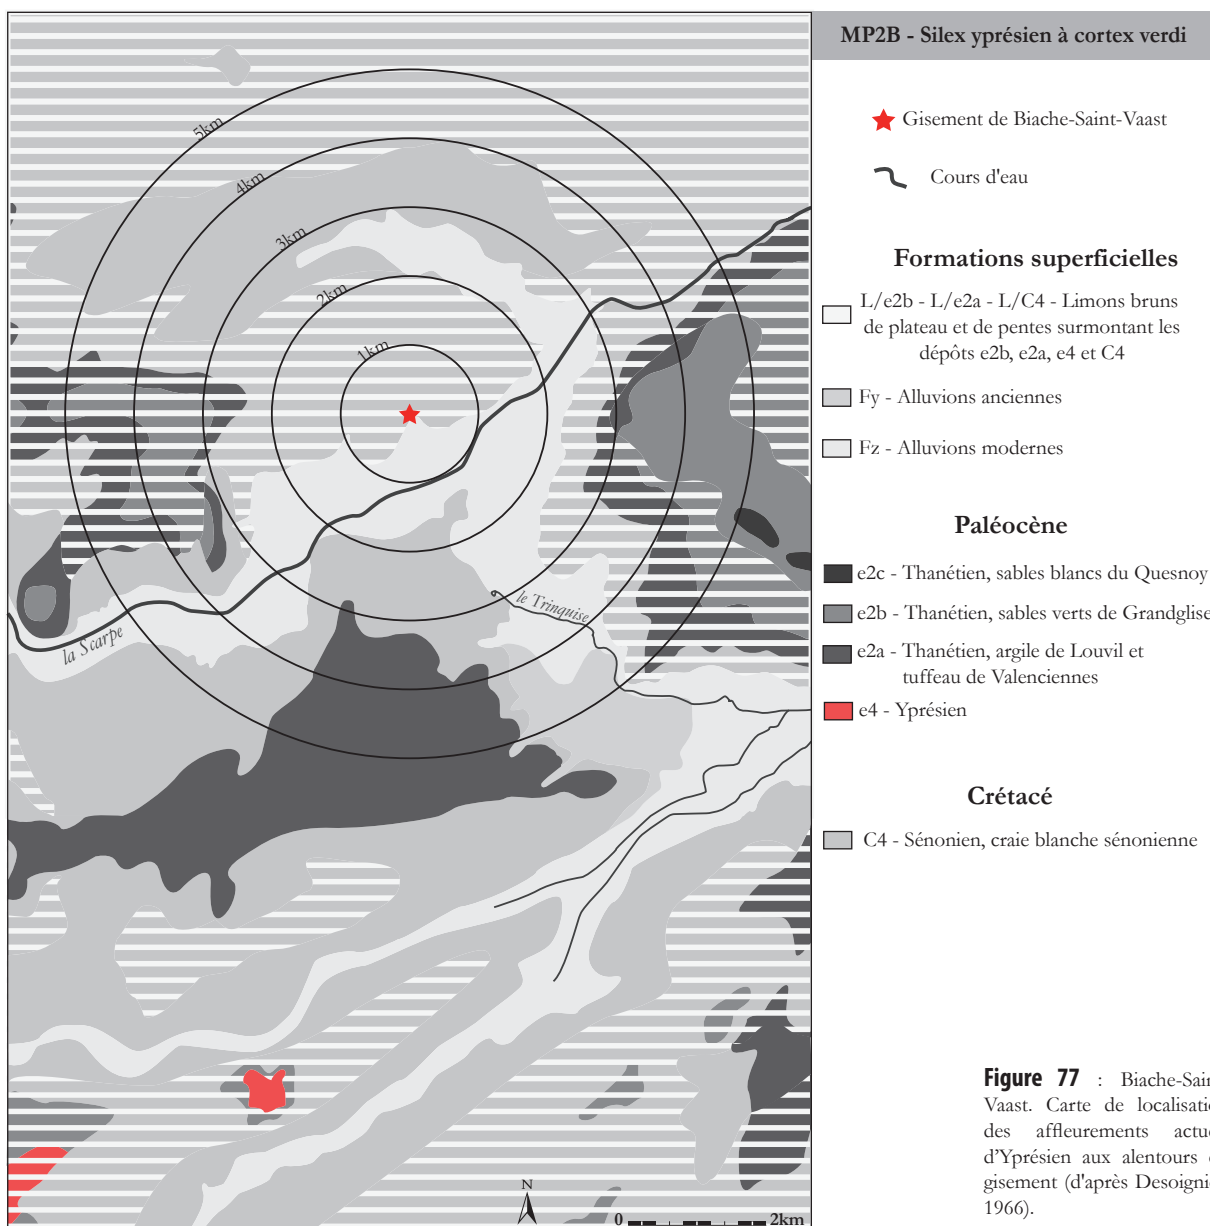 MP2B - Silex yprésien à cortex verdi
Gisement de Biache-Saint-Vaast
Cours d'eau
Formations superficielles
L/e2b - L/e2a - L/C4 - Limons bruns
de plateau et de pentes surmontant les
dépôts e2b, e2a, e4 et C4
Fy - Alluvions anciennes
Fz - Alluvions modernes
Paléocène
e2c - Thanétien, sables blancs du Quesnoy
e2b - Thanétien, sables verts de Grandglise
e2a - Thanétien, argile de Louvil et
tuffeau de Valenciennes
e4 - Yprésien
Crétacé
C4 - Sénonien, craie blanche sénonienne
5km
4km
3km
2km
1km
la Scarpe
le Trinquise
N
0 2km
Figure 77 : Biache-Sain
Vaast. Carte de localisatio
des affleurements actue
d'Yprésien aux alentours
gisement (d'après Desoignie
1966).